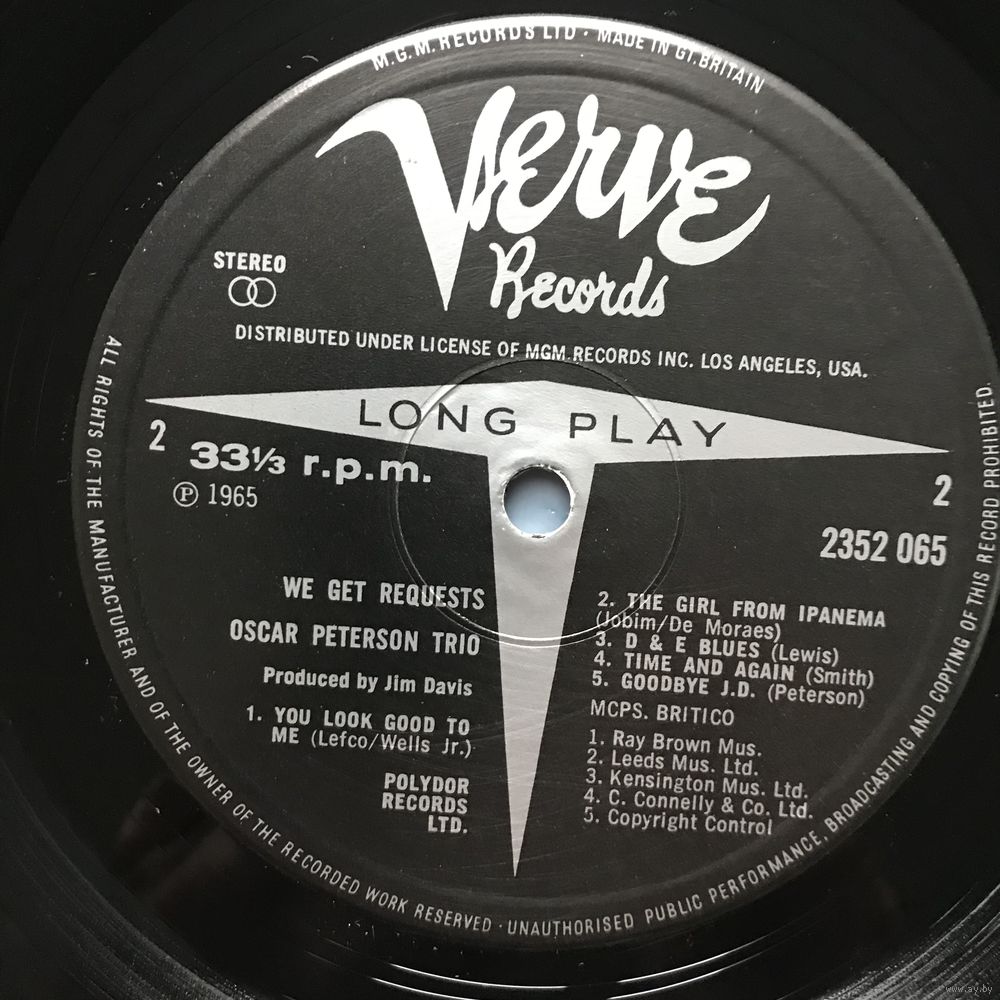 M.G.M. RECORDS LTD · MADE IN GT. BRITAIN
Verve
Records
STEREO
DISTRIBUTED UNDER LICENSE OF MGM RECORDS INC. LOS ANGELES, USA.
LONG PLAY
2
33⅓ r.p.m.
℗ 1965
2
2352 065
WE GET REQUESTS
OSCAR PETERSON TRIO
Produced by Jim Davis
1. YOU LOOK GOOD TO
ME (Lefco/Wells Jr.)
POLYDOR
RECORDS
LTD.
2. THE GIRL FROM IPANEMA
(Jobim/De Moraes)
3. D & E BLUES (Lewis)
4. TIME AND AGAIN (Smith)
5. GOODBYE J.D. (Peterson)
MCPS. BRITICO
1. Ray Brown Mus.
2. Leeds Mus. Ltd.
3. Kensington Mus. Ltd.
4. C. Connelly & Co. Ltd.
5. Copyright Control
ALL RIGHTS OF THE MANUFACTURER AND OF THE OWNER OF THE RECORDED WORK RESERVED · UNAUTHORISED PUBLIC PERFORMANCE, BROADCASTING AND COPYING OF THIS RECORD PROHIBITED.
www.ay.by